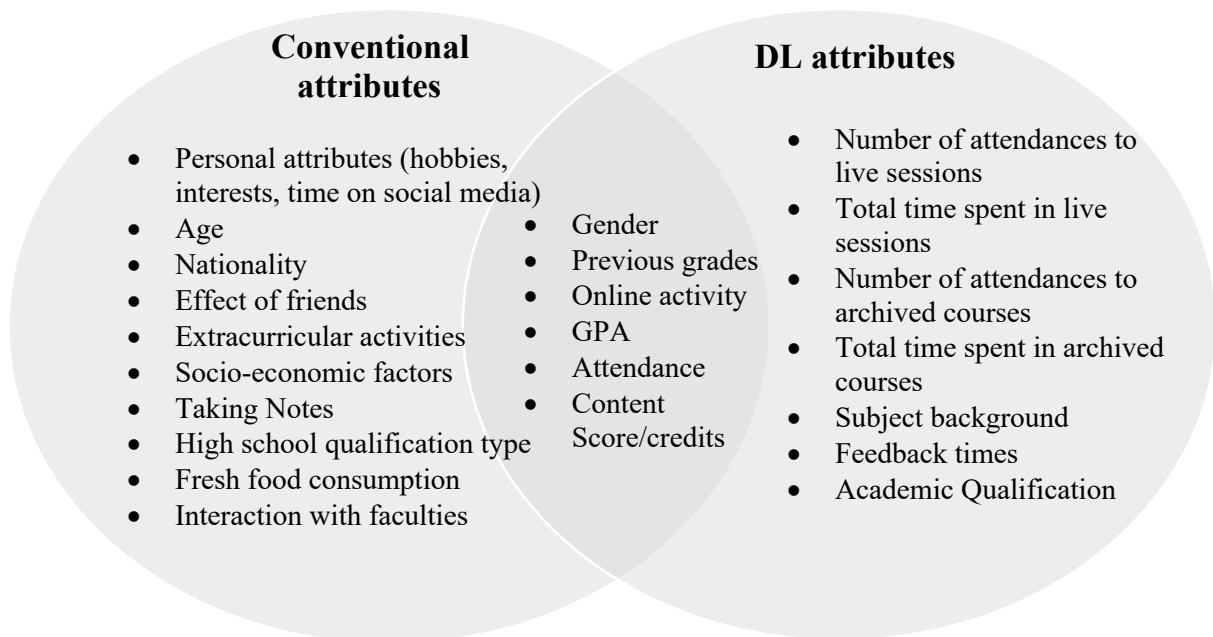 Conventional
attributes
• Personal attributes (hobbies,
interests, time on social media)
• Age
• Nationality
• Effect of friends
• Extracurricular activities
• Socio-economic factors
• Taking Notes
• High school qualification type
• Fresh food consumption
• Interaction with faculties
• Gender
• Previous grades
• Online activity
• GPA
• Attendance
• Content
Score/credits
DL attributes
• Number of attendances to
live sessions
• Total time spent in live
sessions
• Number of attendances to
archived courses
• Total time spent in archived
courses
• Subject background
• Feedback times
• Academic Qualification